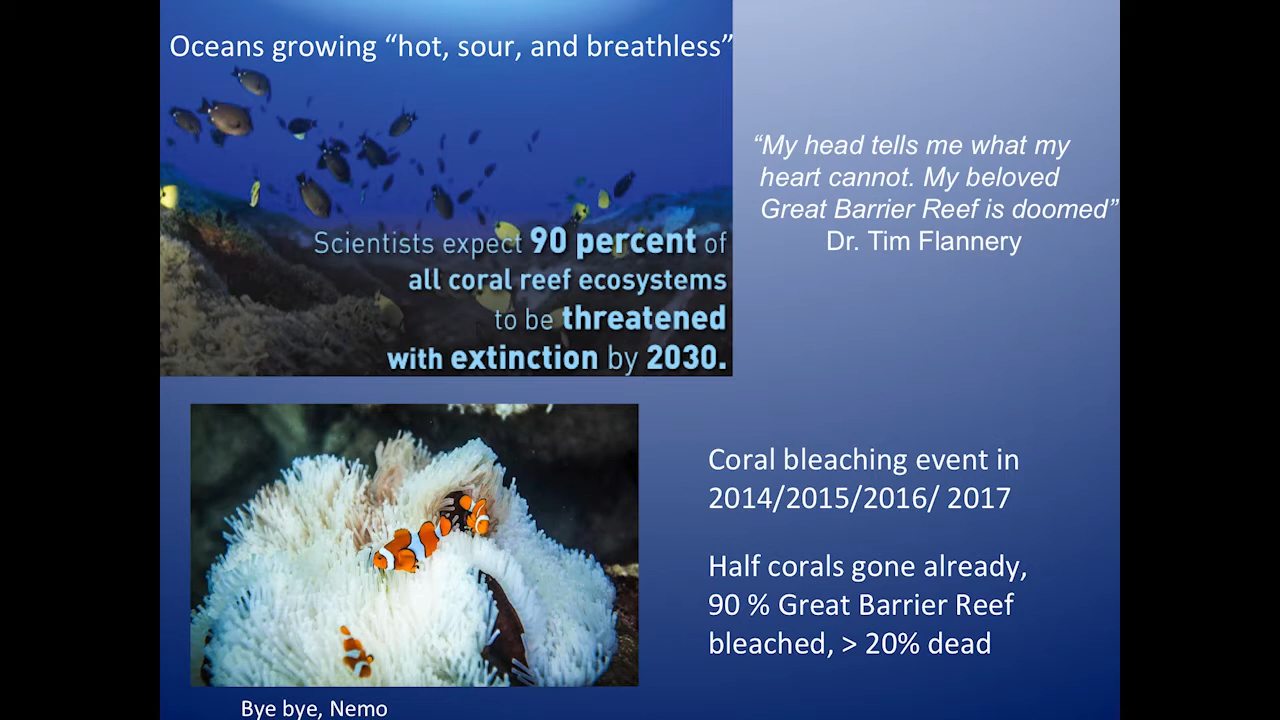 Oceans growing “hot, sour, and breathless”
Scientists expect 90 percent of
all coral reef ecosystems
to be threatened
with extinction by 2030.
“My head tells me what my
heart cannot. My beloved
Great Barrier Reef is doomed”
Dr. Tim Flannery
Coral bleaching event in
2014/2015/2016/ 2017
Half corals gone already,
90 % Great Barrier Reef
bleached, > 20% dead
Bye bye, Nemo